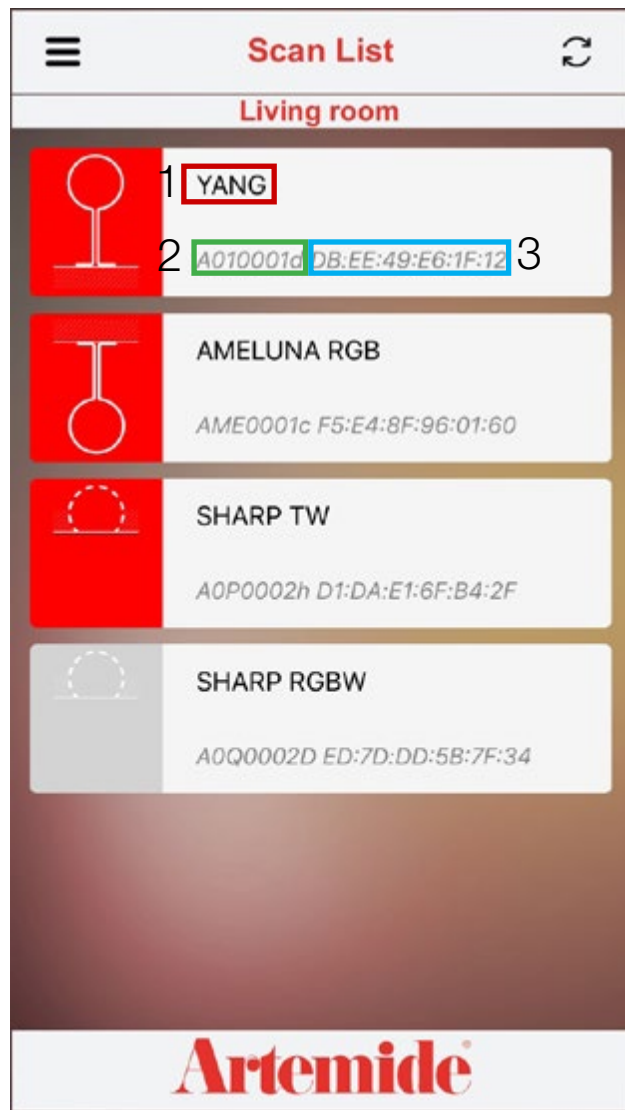 Scan List
Living room
1 YANG
2 A010001d DB:EE:49:E6:1F:12 3
AMELUNA RGB
AME0001c F5:E4:8F:96:01:60
SHARP TW
A0P0002h D1:DA:E1:6F:B4:2F
SHARP RGBW
A0Q0002D ED:7D:DD:5B:7F:34
Artemide